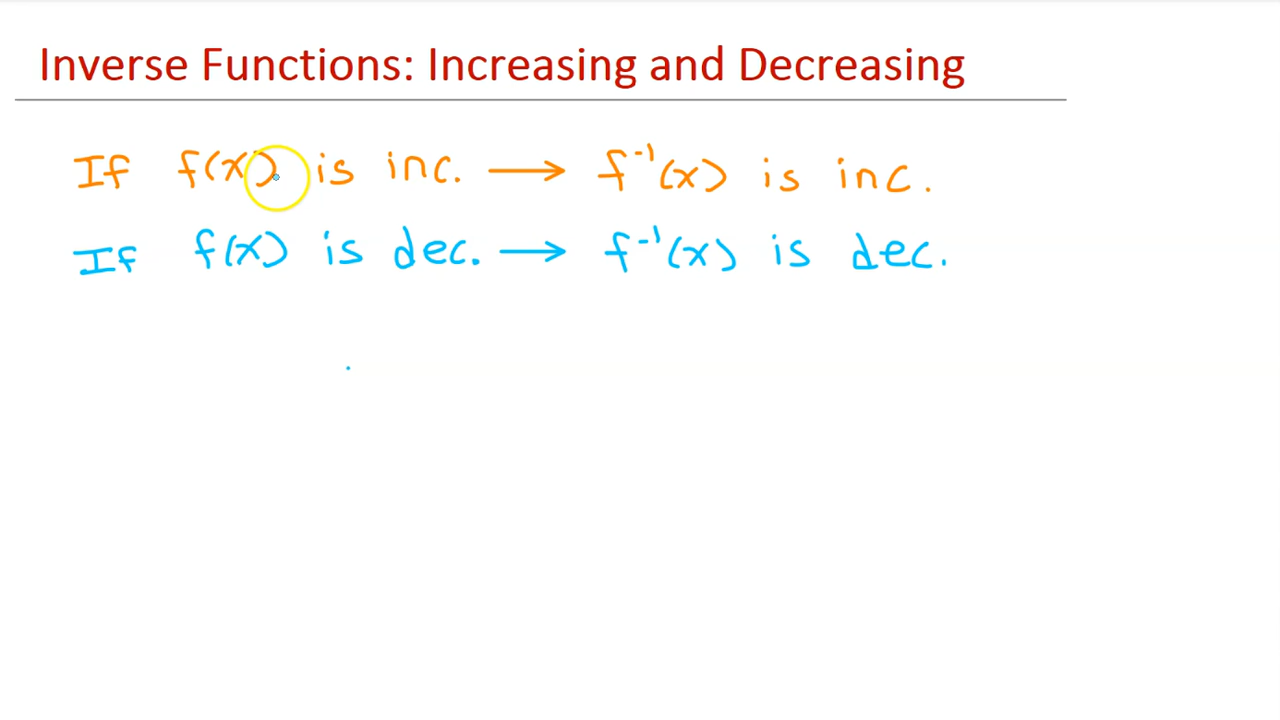 Inverse Functions: Increasing and Decreasing
If f(x) is inc. → f⁻¹(x) is inc.
If f(x) is dec. → f⁻¹(x) is dec.